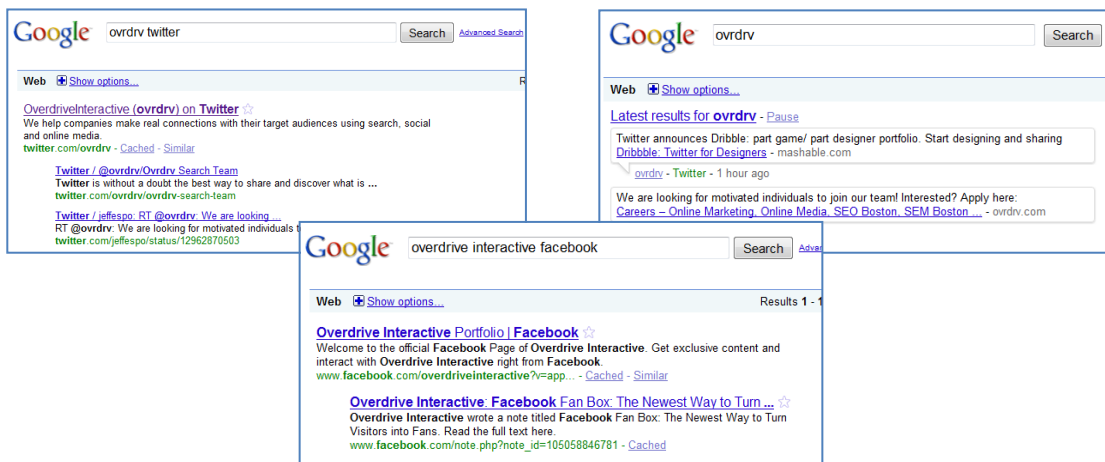 Google ovrdrv twitter Search Advanced Search
Web Show options... R
OverdriveInteractive (ovrdrv) on Twitter
We help companies make real connections with their target audiences using search, social
and online media.
twitter.com/ovrdrv - Cached - Similar
Twitter / @ovrdrv/Ovrdrv Search Team
Twitter is without a doubt the best way to share and discover what is ...
twitter.com/ovrdrv/ovrdrv-search-team
Twitter / jeffespo: RT @ovrdrv: We are looking ...
RT @ovrdrv: We are looking for motivated individuals t
twitter.com/jeffespo/status/12962870503
Google ovrdrv Search
Web Show options...
Latest results for ovrdrv - Pause
Twitter announces Dribble: part game/ part designer portfolio. Start designing and sharing
Dribbble: Twitter for Designers - mashable.com
ovrdrv - Twitter - 1 hour ago
We are looking for motivated individuals to join our team! Interested? Apply here:
Careers – Online Marketing, Online Media, SEO Boston, SEM Boston ... - ovrdrv.com
Google overdrive interactive facebook Search Advan
Web Show options... Results 1 - 1
Overdrive Interactive Portfolio | Facebook
Welcome to the official Facebook Page of Overdrive Interactive. Get exclusive content and
interact with Overdrive Interactive right from Facebook.
www.facebook.com/overdriveinteractive?v=app... - Cached - Similar
Overdrive Interactive: Facebook Fan Box: The Newest Way to Turn ...
Overdrive Interactive wrote a note titled Facebook Fan Box: The Newest Way to Turn
Visitors into Fans. Read the full text here.
www.facebook.com/note.php?note_id=105058846781 - Cached